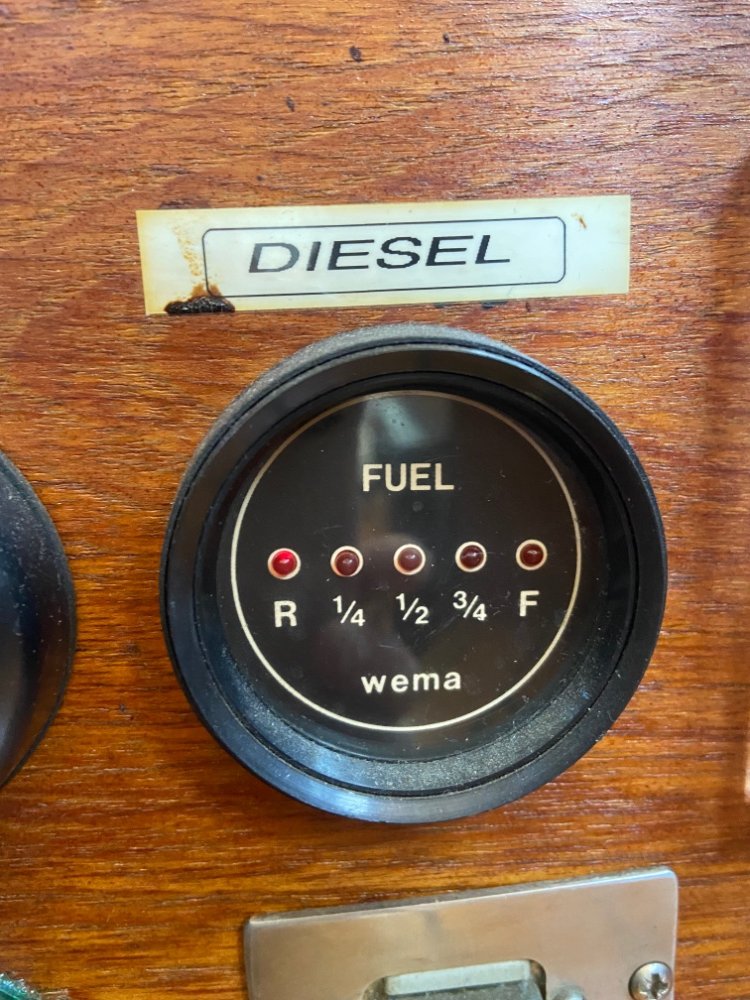 DIESEL
FUEL
R ¼ ½ ¾ F
wema